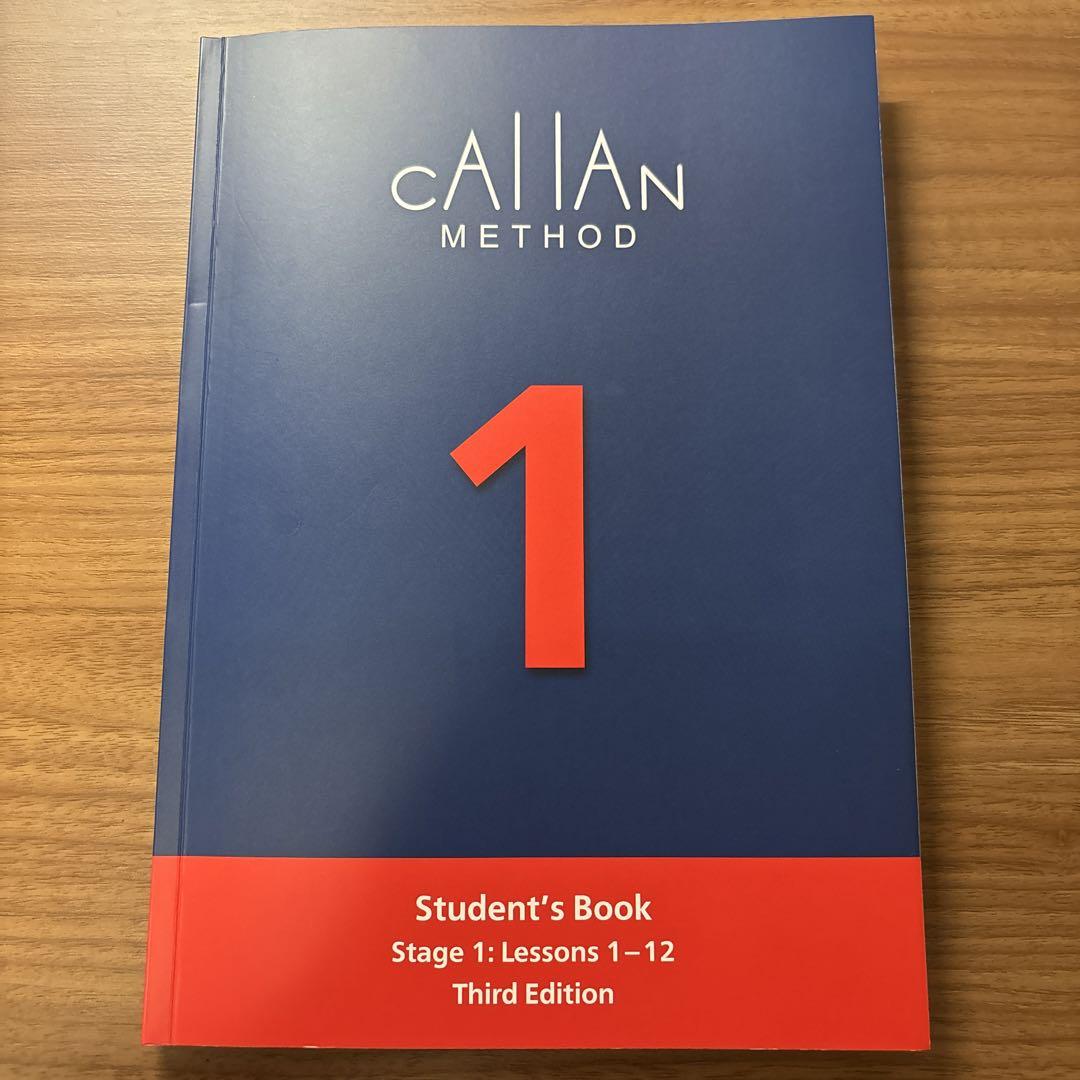 CAllAN
METHOD
1
Student's Book
Stage 1: Lessons 1–12
Third Edition